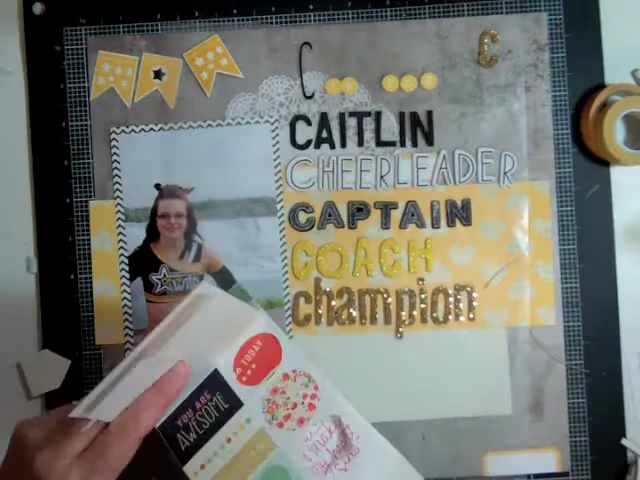 C
C
CAITLIN
CHEERLEADER
CAPTAIN
COACH
champion
TODAY
YOU ARE
AWESOME